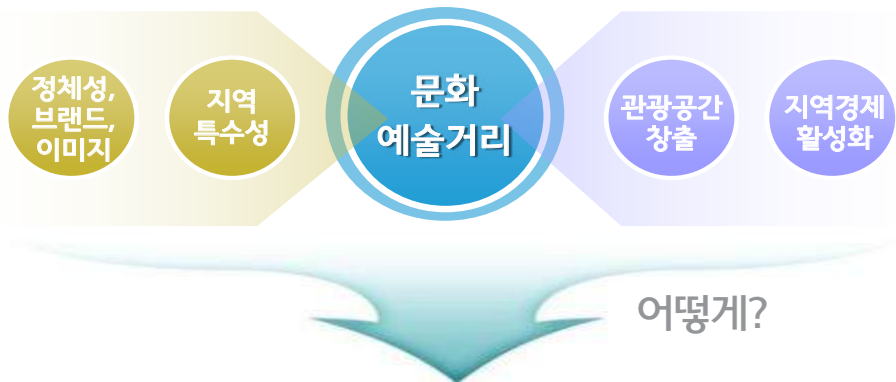 정체성,
브랜드,
이미지
지역
특수성
문화
예술거리
관광공간
창출
지역경제
활성화
어떻게?